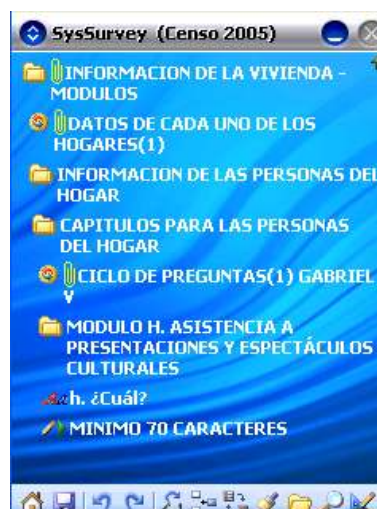 SysSurvey (Censo 2005)
INFORMACION DE LA VIVIENDA -
MODULOS
DATOS DE CADA UNO DE LOS
HOGARES(1)
INFORMACION DE LAS PERSONAS DEL
HOGAR
CAPITULOS PARA LAS PERSONAS
DEL HOGAR
CICLO DE PREGUNTAS(1) GABRIEL
V
MODULO H. ASISTENCIA A
PRESENTACIONES Y ESPECTÁCULOS
CULTURALES
h. ¿Cuál?
MINIMO 70 CARACTERES